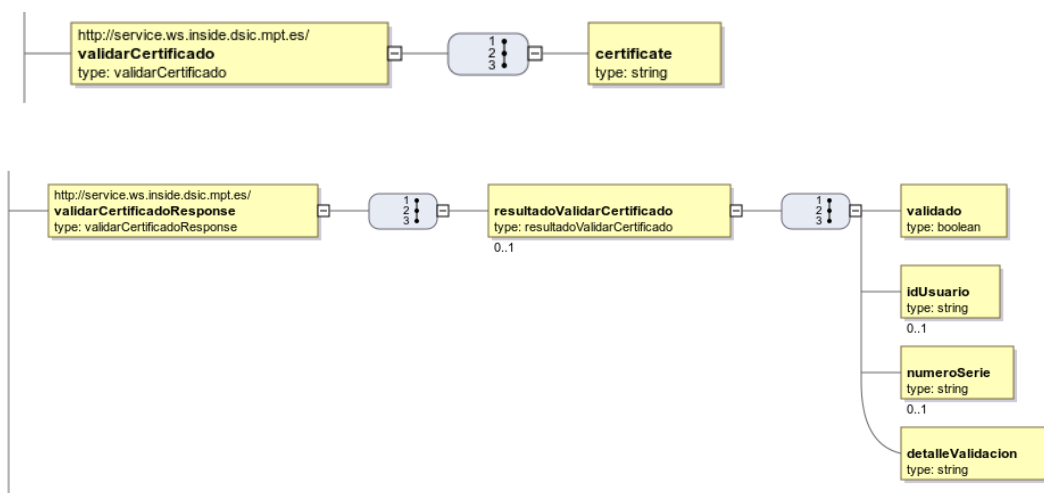 http://service.ws.inside.dsic.mpt.es/
validarCertificado
type: validarCertificado
1
2
3
certificate
type: string
http://service.ws.inside.dsic.mpt.es/
validarCertificadoResponse
type: validarCertificadoResponse
1
2
3
resultadoValidarCertificado
type: resultadoValidarCertificado
0..1
1
2
3
validado
type: boolean
idUsuario
type: string
0..1
numeroSerie
type: string
0..1
detalleValidacion
type: string